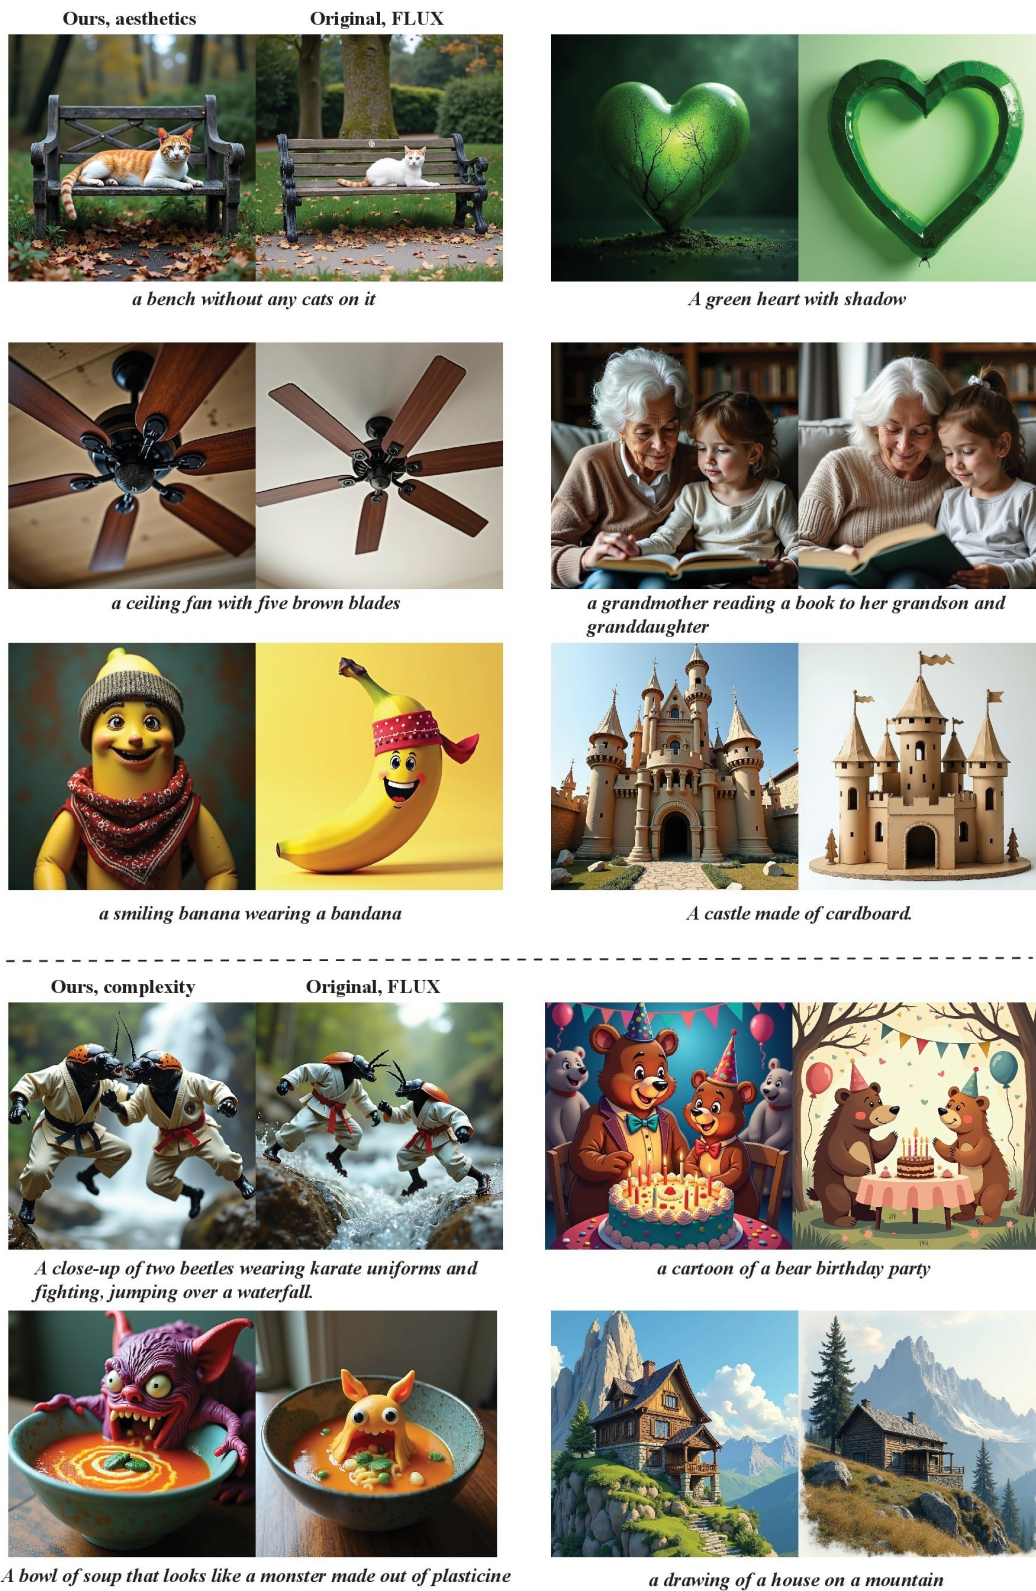 Ours, aesthetics
Original, FLUX
a bench without any cats on it
A green heart with shadow
a ceiling fan with five brown blades
a grandmother reading a book to her grandson and
granddaughter
a smiling banana wearing a bandana
A castle made of cardboard.
Ours, complexity
Original, FLUX
A close-up of two beetles wearing karate uniforms and
fighting, jumping over a waterfall.
a cartoon of a bear birthday party
A bowl of soup that looks like a monster made out of plasticine
a drawing of a house on a mountain